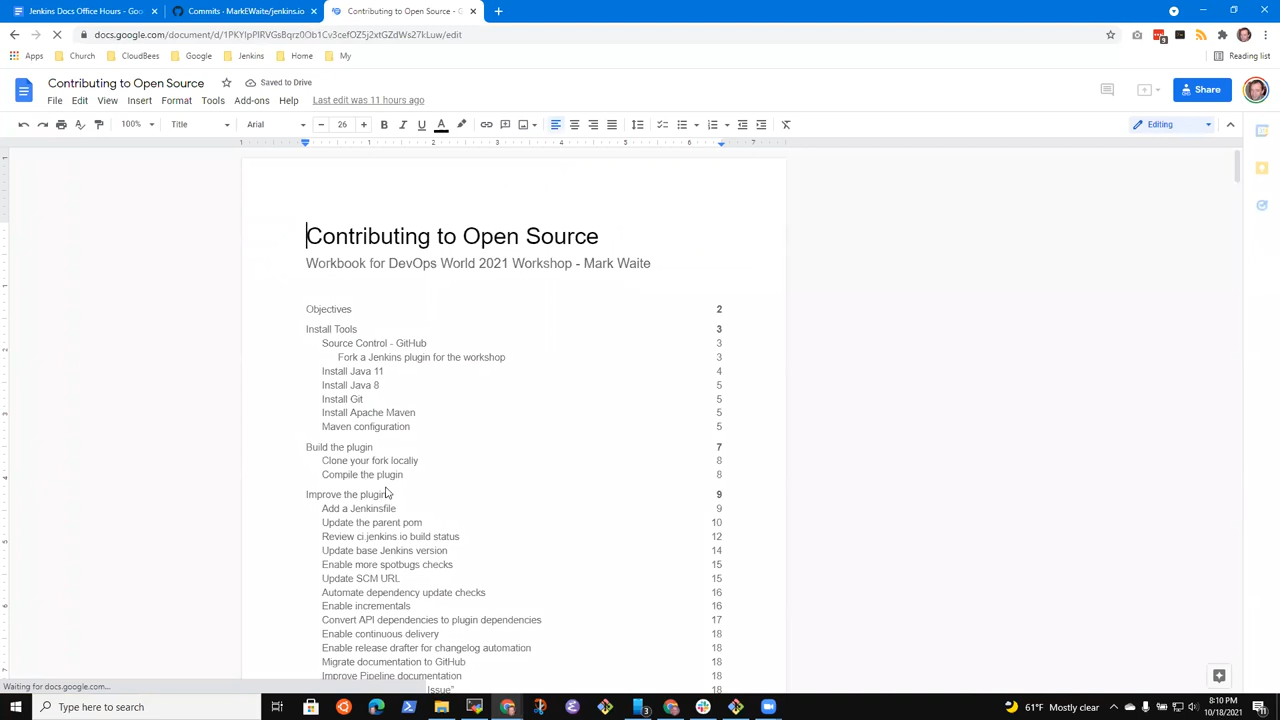 Jenkins Docs Office Hours - Goo
Commits · MarkEWaite/jenkins.io
Contributing to Open Source - G
docs.google.com/document/d/1PKYIpPlRVGsBqrz0Ob1Cv3cefOZ5j2xtGZdWs27kLuw/edit
Apps Church CloudBees Google Jenkins Home My Reading list
Contributing to Open Source Saved to Drive
File Edit View Insert Format Tools Add-ons Help Last edit was 11 hours ago
Share
100% Title Arial 26 Editing
Contributing to Open Source
Workbook for DevOps World 2021 Workshop - Mark Waite
Objectives 2
Install Tools 3
Source Control - GitHub 3
Fork a Jenkins plugin for the workshop 3
Install Java 11 4
Install Java 8 5
Install Git 5
Install Apache Maven 5
Maven configuration 5
Build the plugin 7
Clone your fork locally 8
Compile the plugin 8
Improve the plugin 9
Add a Jenkinsfile 9
Update the parent pom 10
Review ci.jenkins.io build status 12
Update base Jenkins version 14
Enable more spotbugs checks 15
Update SCM URL 15
Automate dependency update checks 16
Enable incrementals 16
Convert API dependencies to plugin dependencies 17
Enable continuous delivery 18
Enable release drafter for changelog automation 18
Migrate documentation to GitHub 18
Improve Pipeline documentation 18
Issue" 18
Waiting for docs.google.com...
Type here to search
61°F Mostly clear
8:10 PM
10/18/2021